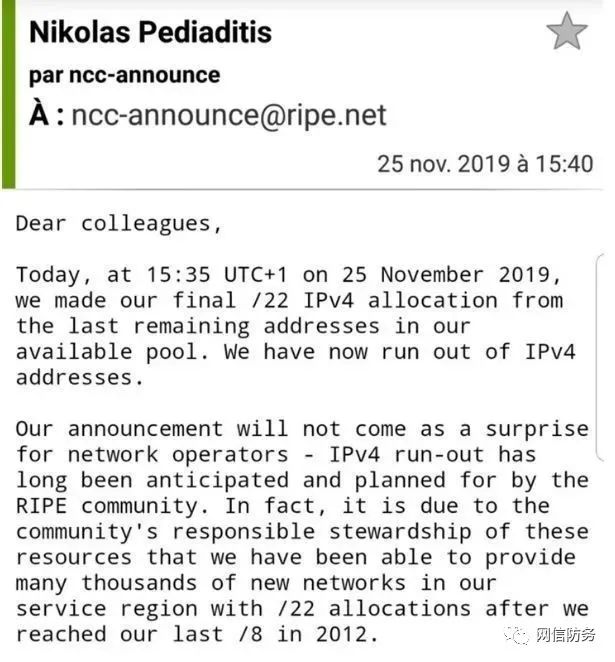 Nikolas Pediaditis
par ncc-announce
À : ncc-announce@ripe.net
25 nov. 2019 à 15:40
Dear colleagues,
Today, at 15:35 UTC+1 on 25 November 2019,
we made our final /22 IPv4 allocation from
the last remaining addresses in our
available pool. We have now run out of IPv4
addresses.
Our announcement will not come as a surprise
for network operators - IPv4 run-out has
long been anticipated and planned for by the
RIPE community. In fact, it is due to the
community's responsible stewardship of these
resources that we have been able to provide
many thousands of new networks in our
service region with /22 allocations after we
reached our last /8 in 2012.
网信防务